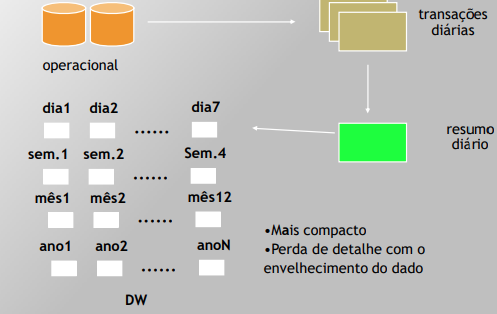 transações
diárias
operacional
dia1 dia2 ...... dia7
resumo
diário
sem.1 sem.2 ...... Sem.4
mês1 mês2 ...... mês12
•Mais compacto
•Perda de detalhe com o
envelhecimento do dado
ano1 ano2 ...... anoN
DW